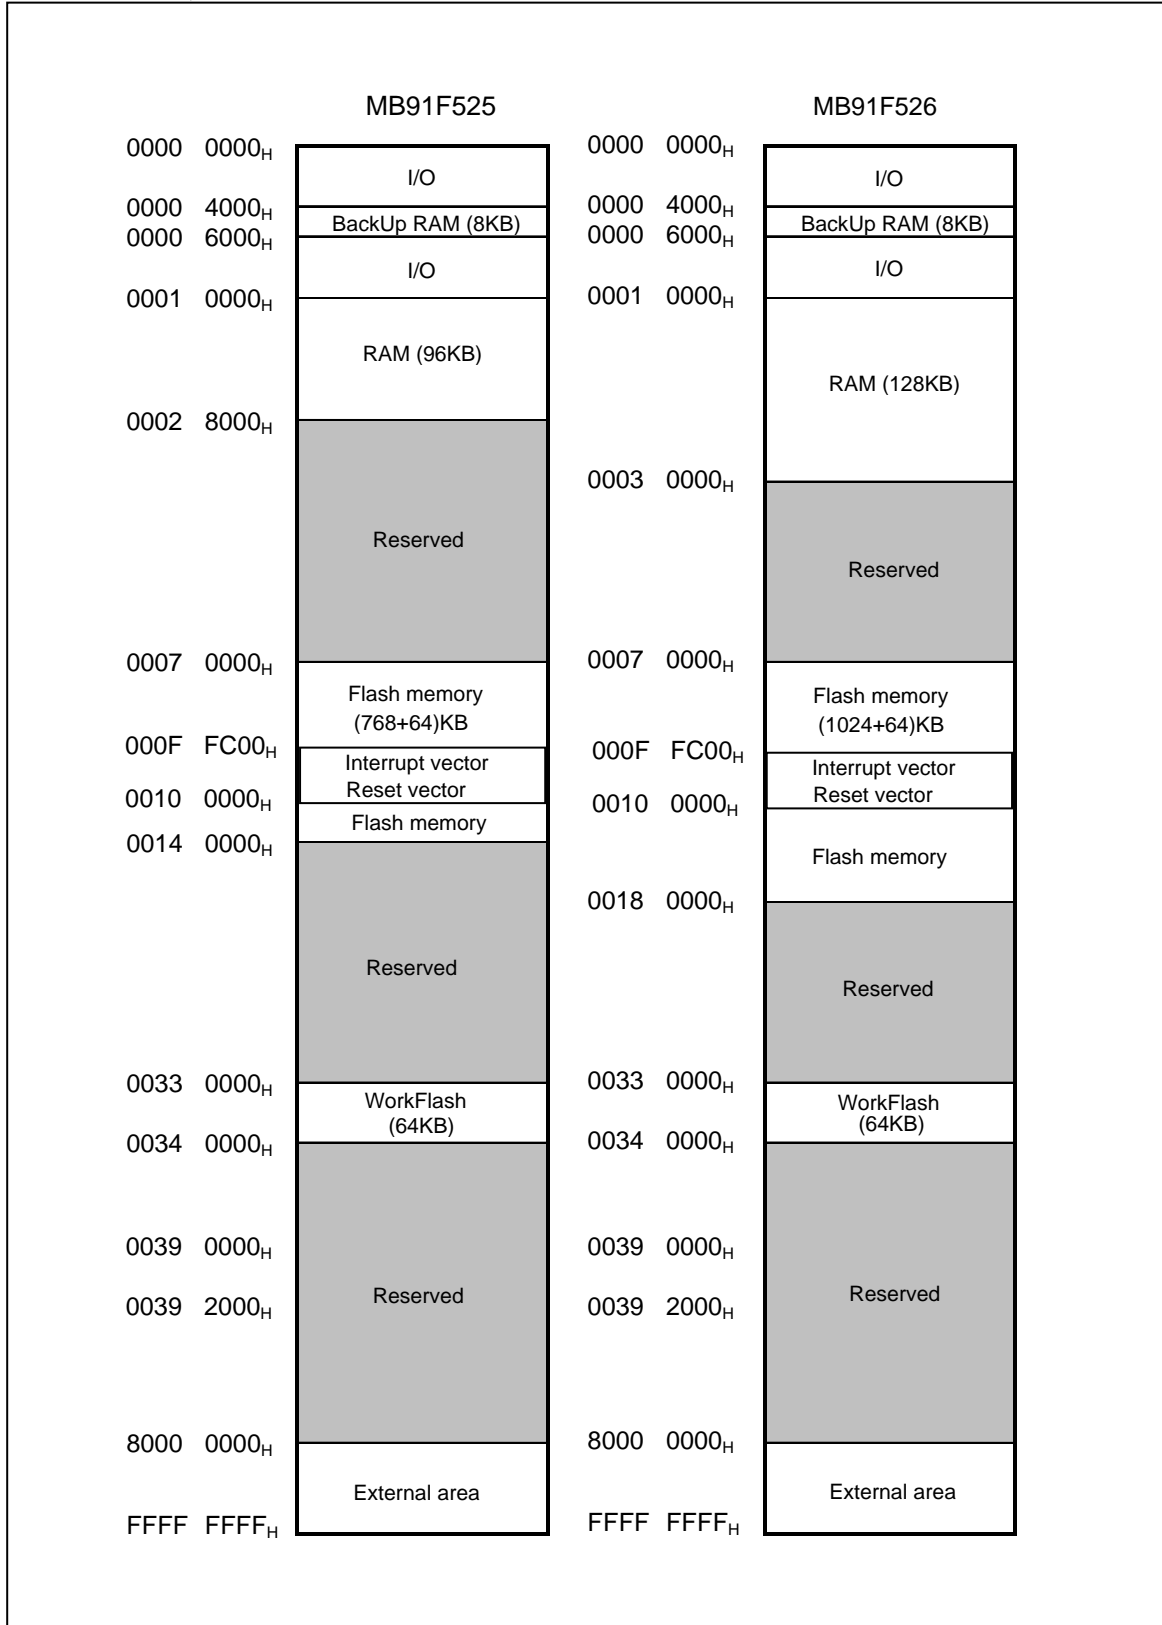 MB91F525
0000 0000H
I/O
0000 4000H
BackUp RAM (8KB)
0000 6000H
I/O
0001 0000H
RAM (96KB)
0002 8000H
Reserved
0007 0000H
Flash memory
(768+64)KB
000F FC00H
Interrupt vector
Reset vector
0010 0000H
Flash memory
0014 0000H
Reserved
0033 0000H
WorkFlash
(64KB)
0034 0000H
0039 0000H
Reserved
0039 2000H
8000 0000H
External area
FFFF FFFFH
MB91F526
0000 0000H
I/O
0000 4000H
BackUp RAM (8KB)
0000 6000H
I/O
0001 0000H
RAM (128KB)
0003 0000H
Reserved
0007 0000H
Flash memory
(1024+64)KB
000F FC00H
Interrupt vector
Reset vector
0010 0000H
Flash memory
0018 0000H
Reserved
0033 0000H
WorkFlash
(64KB)
0034 0000H
0039 0000H
Reserved
0039 2000H
8000 0000H
External area
FFFF FFFFH